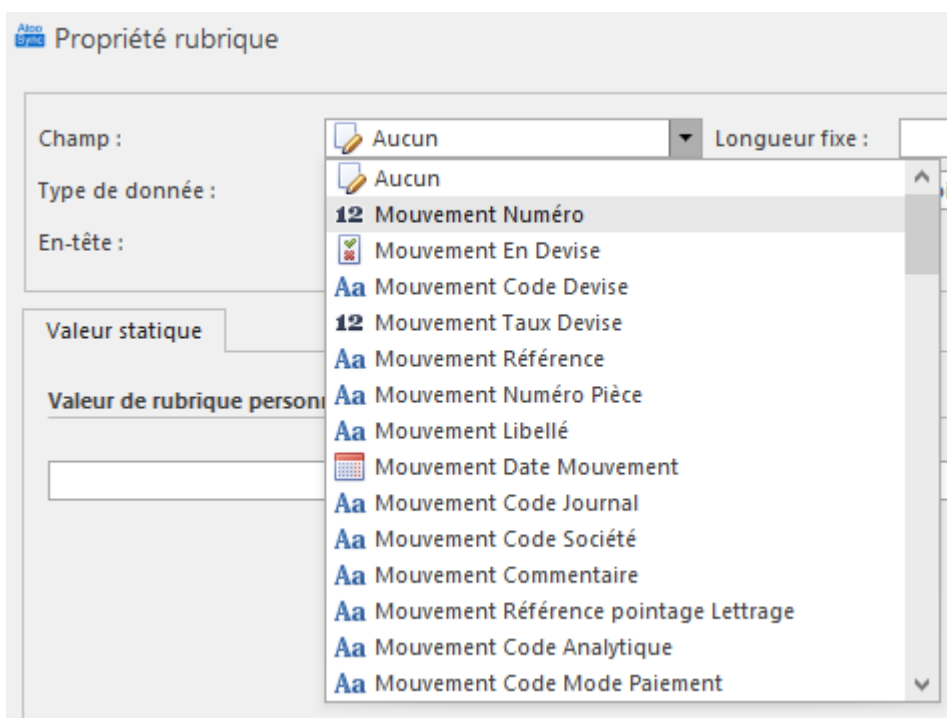 Atoo
Sync
Propriété rubrique
Champ :
Aucun
Longueur fixe :
Type de donnée :
En-tête :
Aucun
12 Mouvement Numéro
Mouvement En Devise
Aa Mouvement Code Devise
12 Mouvement Taux Devise
Aa Mouvement Référence
Aa Mouvement Numéro Pièce
Aa Mouvement Libellé
Mouvement Date Mouvement
Aa Mouvement Code Journal
Aa Mouvement Code Société
Aa Mouvement Commentaire
Aa Mouvement Référence pointage Lettrage
Aa Mouvement Code Analytique
Aa Mouvement Code Mode Paiement
Valeur statique
Valeur de rubrique person